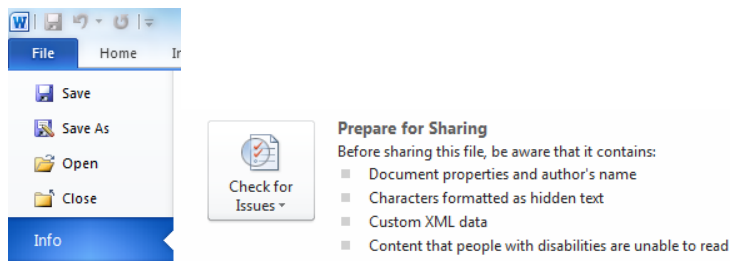 W
File Home In
Save
Save As
Open
Close
Info
Check for
Issues
Prepare for Sharing
Before sharing this file, be aware that it contains:
Document properties and author's name
Characters formatted as hidden text
Custom XML data
Content that people with disabilities are unable to read